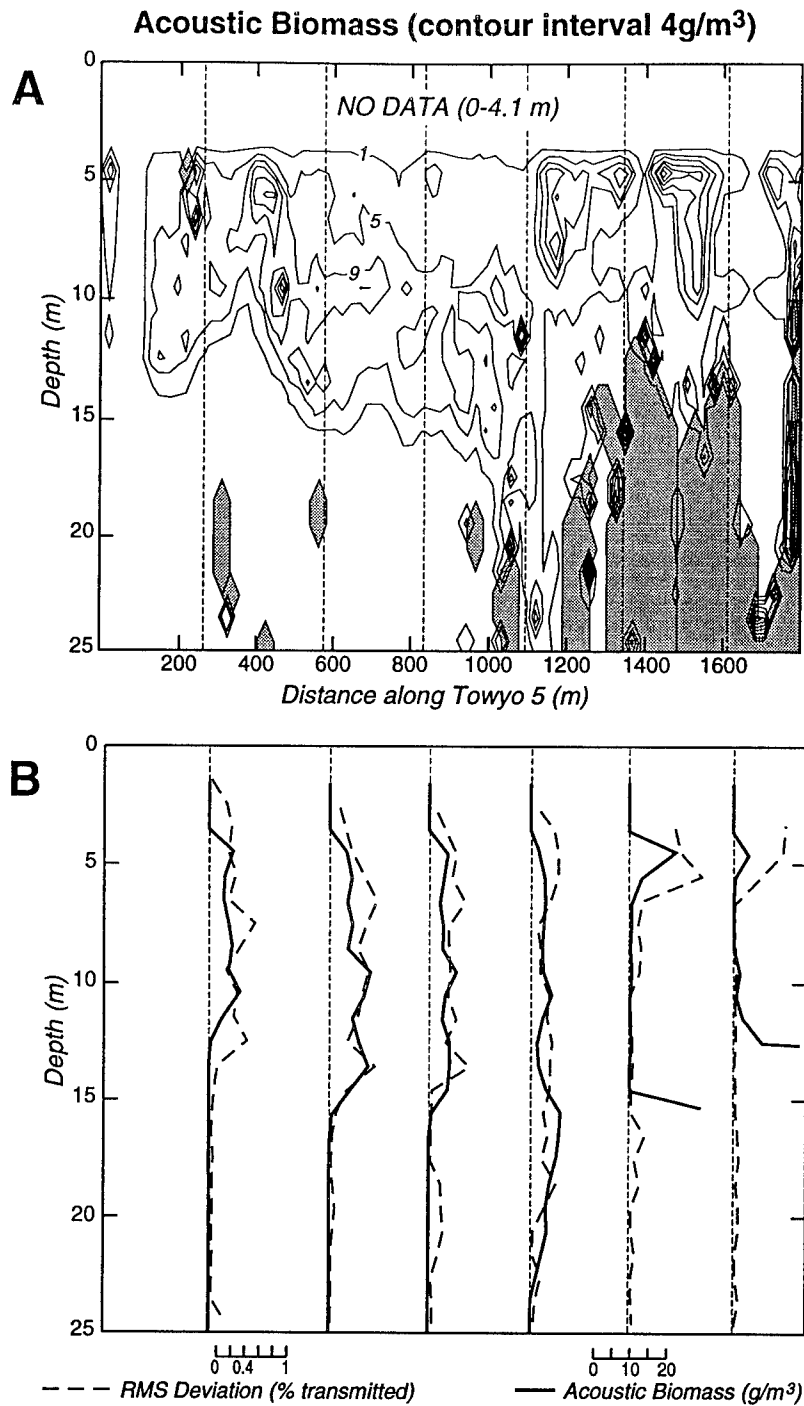 Acoustic Biomass (contour interval 4g/m³)
A
0
5
10
15
20
25
Depth (m)
NO DATA (0-4.1 m)
1
5
9
200
400
600
800
1000
1200
1400
1600
Distance along Towyo 5 (m)
B
0
5
10
15
20
25
Depth (m)
0 0.4 1
0 10 20
RMS Deviation (% transmitted)
Acoustic Biomass (g/m³)